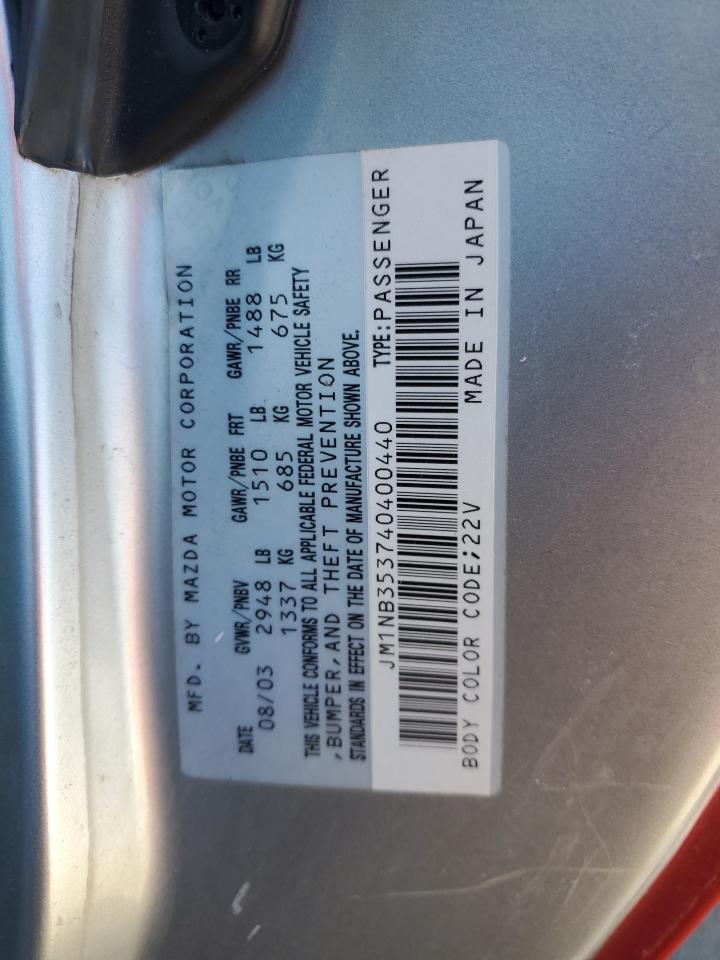 MFD. BY MAZDA MOTOR CORPORATION
DATE GVWR/PNBV GAWR/PNBE FRT GAWR/PNBE RR
08/03 2948 LB 1510 LB 1488 LB
1337 KG 685 KG 675 KG
THIS VEHICLE CONFORMS TO ALL APPLICABLE FEDERAL MOTOR VEHICLE SAFETY
,BUMPER,AND THEFT PREVENTION
STANDARDS IN EFFECT ON THE DATE OF MANUFACTURE SHOWN ABOVE.
JM1NB353740400440 TYPE:PASSENGER
BODY COLOR CODE;22V MADE IN JAPAN